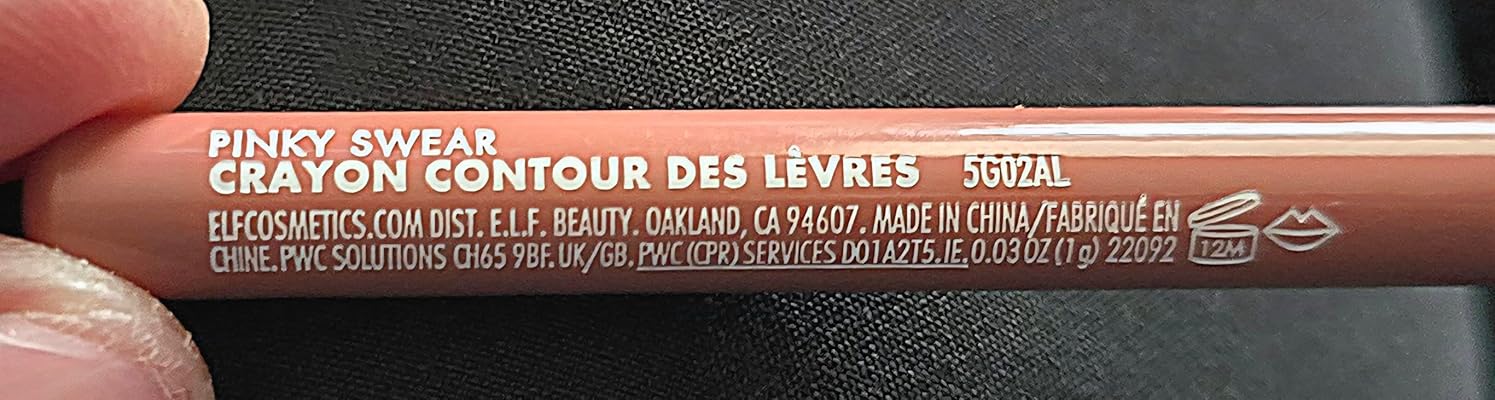 PINKY SWEAR
CRAYON CONTOUR DES LÈVRES 5G02AL
ELFCOSMETICS.COM DIST. E.L.F. BEAUTY. OAKLAND, CA 94607. MADE IN CHINA/FABRIQUÉ EN
CHINE. PWC SOLUTIONS CH65 9BF. UK/GB. PWC (CPR) SERVICES D01A2T5.IE. 0.03 OZ (1g) 22092
12M